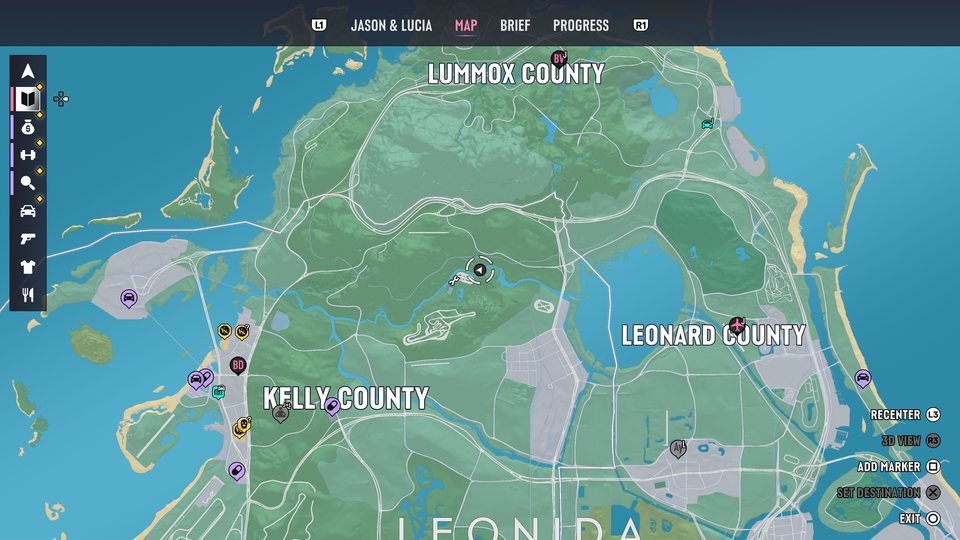 L1 JASON & LUCIA MAP BRIEF PROGRESS R1
BV
LUMMOX COUNTY
LEONARD COUNTY
BD
KELLY COUNTY
RECENTER L3
3D VIEW R3
ADD MARKER
SET DESTINATION
EXIT
LEONIDA